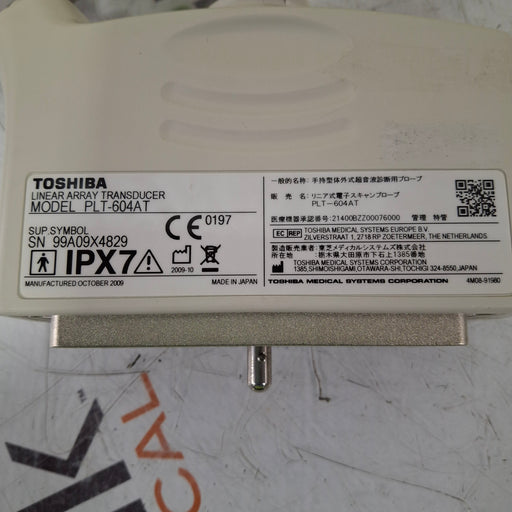 TOSHIBA
LINEAR ARRAY TRANSDUCER
MODEL PLT-604AT
SUP.SYMBOL
SN 99A09X4829
IPX7
MANUFACTURED:OCTOBER 2009
CE 0197
2009-10
MADE IN JAPAN
一般的名称: 手持型体外式超音波診断用プローブ
販 売 名: リニア式電子スキャンプローブ
PLT-604AT
医療機器承認番号: 21400BZZ00076000 管理 特管
EC REP TOSHIBA MEDICAL SYSTEMS EUROPE B.V.
ZILVERSTRAAT 1, 2718 RP ZOETERMEER, THE NETHERLANDS.
製造販売業者: 東芝メディカルシステムズ株式会社
所在地: 栃木県大田原市下石上1385番地
TOSHIBA MEDICAL SYSTEMS CORPORATION
1385,SHIMOISHIGAMI,OTAWARA-SHI,TOCHIGI 324-8550,JAPAN
TOSHIBA MEDICAL SYSTEMS CORPORATION
4M08-91980
ICAL